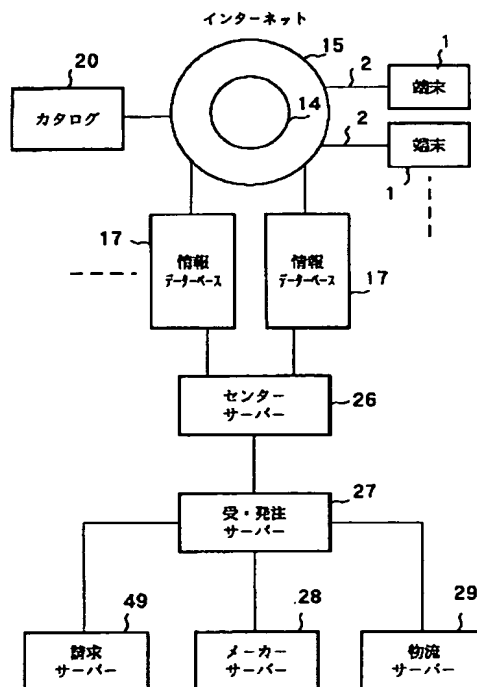 インターネット
15
1
20
2
端末
カタログ
14
2
端末
1
17
情報
データーベース
情報
データーベース
17
センター
サーバー
26
27
受・発注
サーバー
49
28
29
請求
サーバー
メーカー
サーバー
物流
サーバー